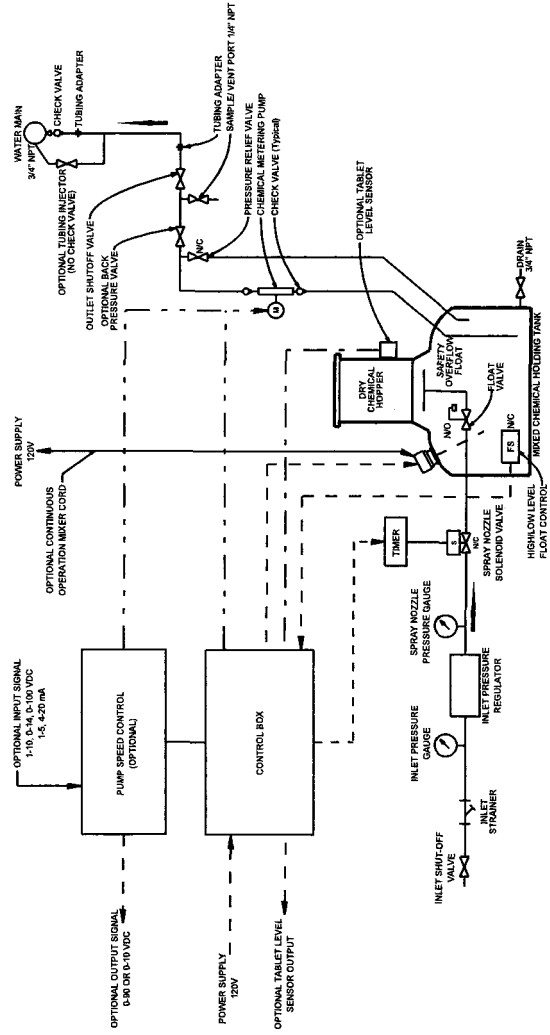 OPTIONAL INPUT SIGNAL
1-10, 0-14, 0-100 VDC
1-5, 4-20 mA
PUMP SPEED CONTROL
(OPTIONAL)
OPTIONAL OUTPUT SIGNAL
0-90 OR 0-10 VDC
CONTROL BOX
POWER SUPPLY
120V
OPTIONAL TABLET LEVEL
SENSOR OUTPUT
POWER SUPPLY
120V
OPTIONAL CONTINUOUS
OPERATION MIXER CORD
WATER MAIN
3/4" NPT
CHECK VALVE
TUBING ADAPTER
OPTIONAL TUBING INJECTOR
(NO CHECK VALVE)
OUTLET SHUTOFF VALVE
OPTIONAL BACK
PRESSURE VALVE
N/C
TUBING ADAPTER
SAMPLE/ VENT PORT 1/4" NPT
PRESSURE RELIEF VALVE
CHEMICAL METERING PUMP
CHECK VALVE (Typical)
M
OPTIONAL TABLET
LEVEL SENSOR
DRY
CHEMICAL
HOPPER
SAFETY
OVERFLOW
FLOAT
N/O
FLOAT VALVE
FS
N/C
DRAIN
3/4" NPT
MIXED CHEMICAL HOLDING TANK
HIGH/LOW LEVEL
FLOAT CONTROL
TIMER
S
N/C
SPRAY NOZZLE
SOLENOID VALVE
SPRAY NOZZLE
PRESSURE GAUGE
INLET PRESSURE
REGULATOR
INLET PRESSURE
GAUGE
INLET
STRAINER
INLET SHUT-OFF
VALVE